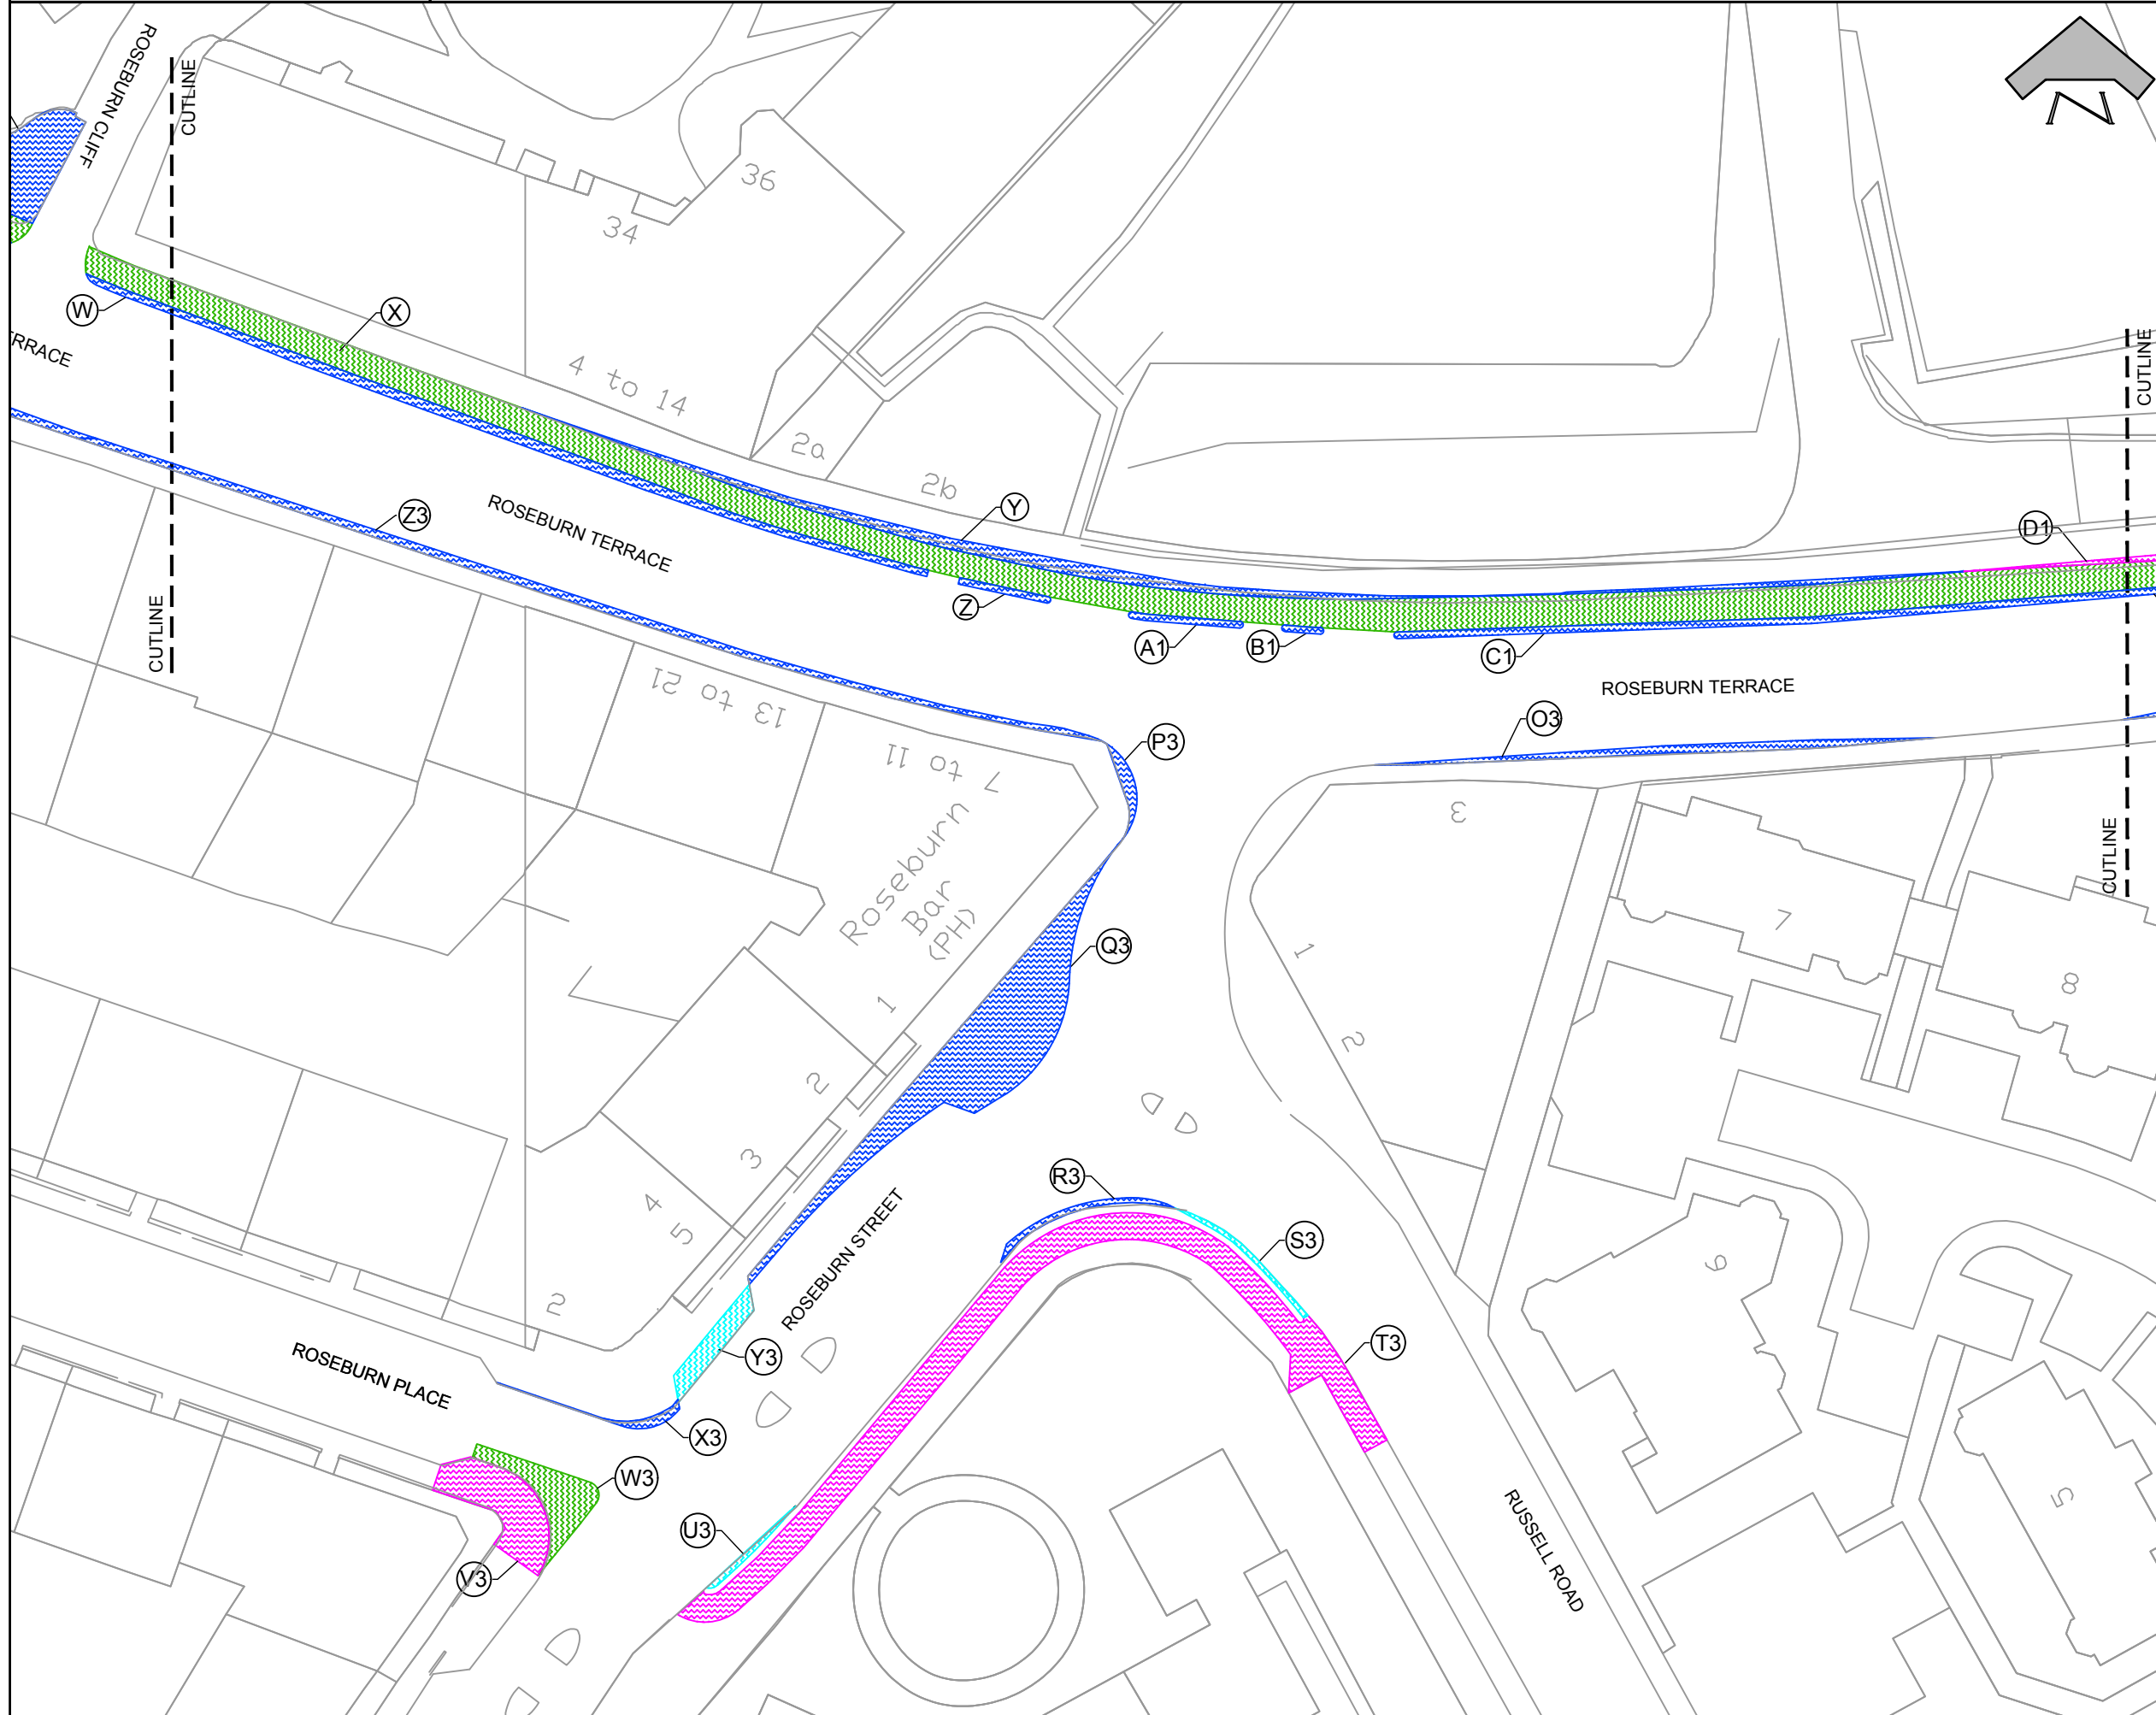 ROSEBURN CLIFF
CUTLINE
36
34
W
X
RRACE
4 to 14
2a
2b
CUTLINE
Z3
ROSEBURN TERRACE
Y
D1
Z
A1
B1
C1
CUTLINE
ROSEBURN TERRACE
13 to 21
O3
P3
7 to 11
3
Roseburn
Bar
(PH)
CUTLINE
7
Q3
1
8
1
2
2
3
R3
4
5
S3
6
ROSEBURN STREET
2
T3
Y3
ROSEBURN PLACE
X3
W3
5
U3
V3
RUSSELL ROAD